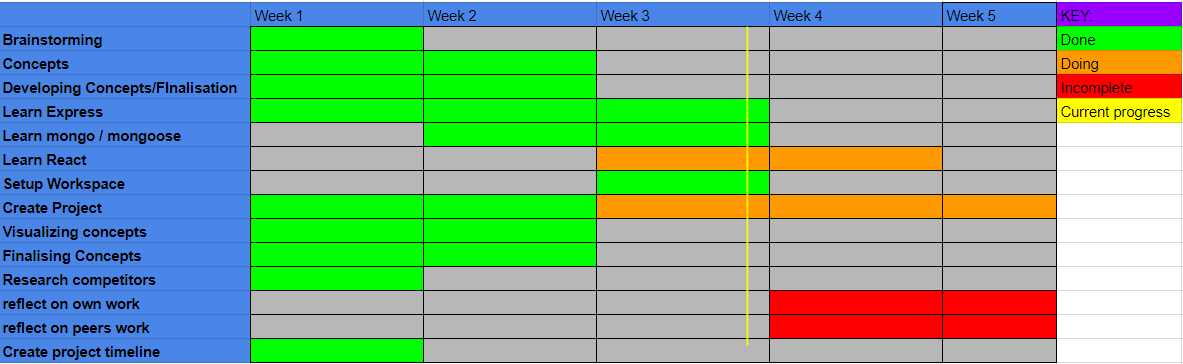 Week 1 Week 2 Week 3 Week 4 Week 5 KEY:
Brainstorming Done
Concepts Doing
Developing Concepts/FInalisation Incomplete
Learn Express Current progress
Learn mongo / mongoose
Learn React
Setup Workspace
Create Project
Visualizing concepts
Finalising Concepts
Research competitors
reflect on own work
reflect on peers work
Create project timeline